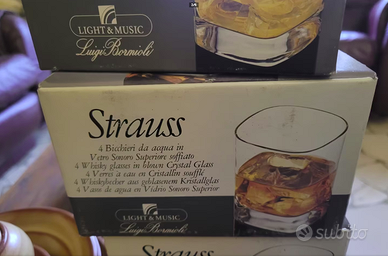 LIGHT & MUSIC
Luigi Bormioli
Strauss
4 Bicchieri da acqua in
Vetro Sonoro Superiore soffiato
4 Whisky glasses in blown Crystal Glass
4 Verres à eau en Cristallin soufflé
4 Whiskybecher aus geblasenem Kristallglas
4 Vasos de agua en Vidrio Sonoro Superior
LIGHT & MUSIC
Luigi Bormioli
subito
Strauss